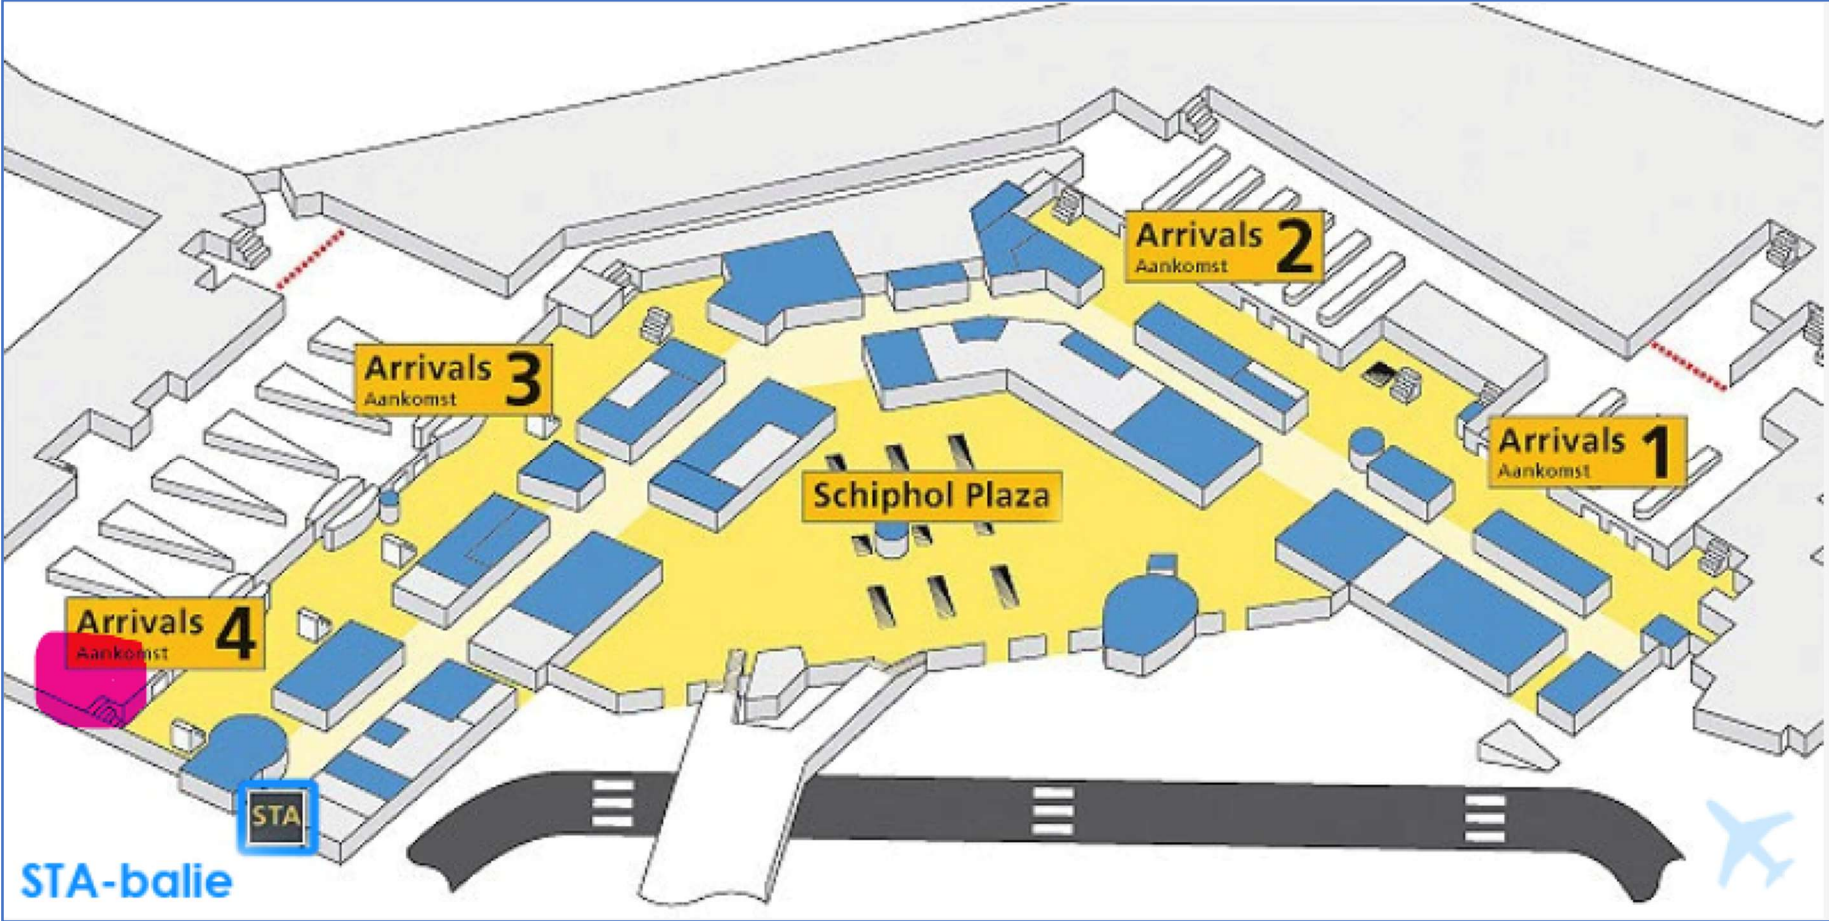 Arrivals 2
Aankomst
Arrivals 3
Aankomst
Arrivals 1
Aankomst
Schiphol Plaza
Arrivals 4
Aankomst
STA
STA-balie